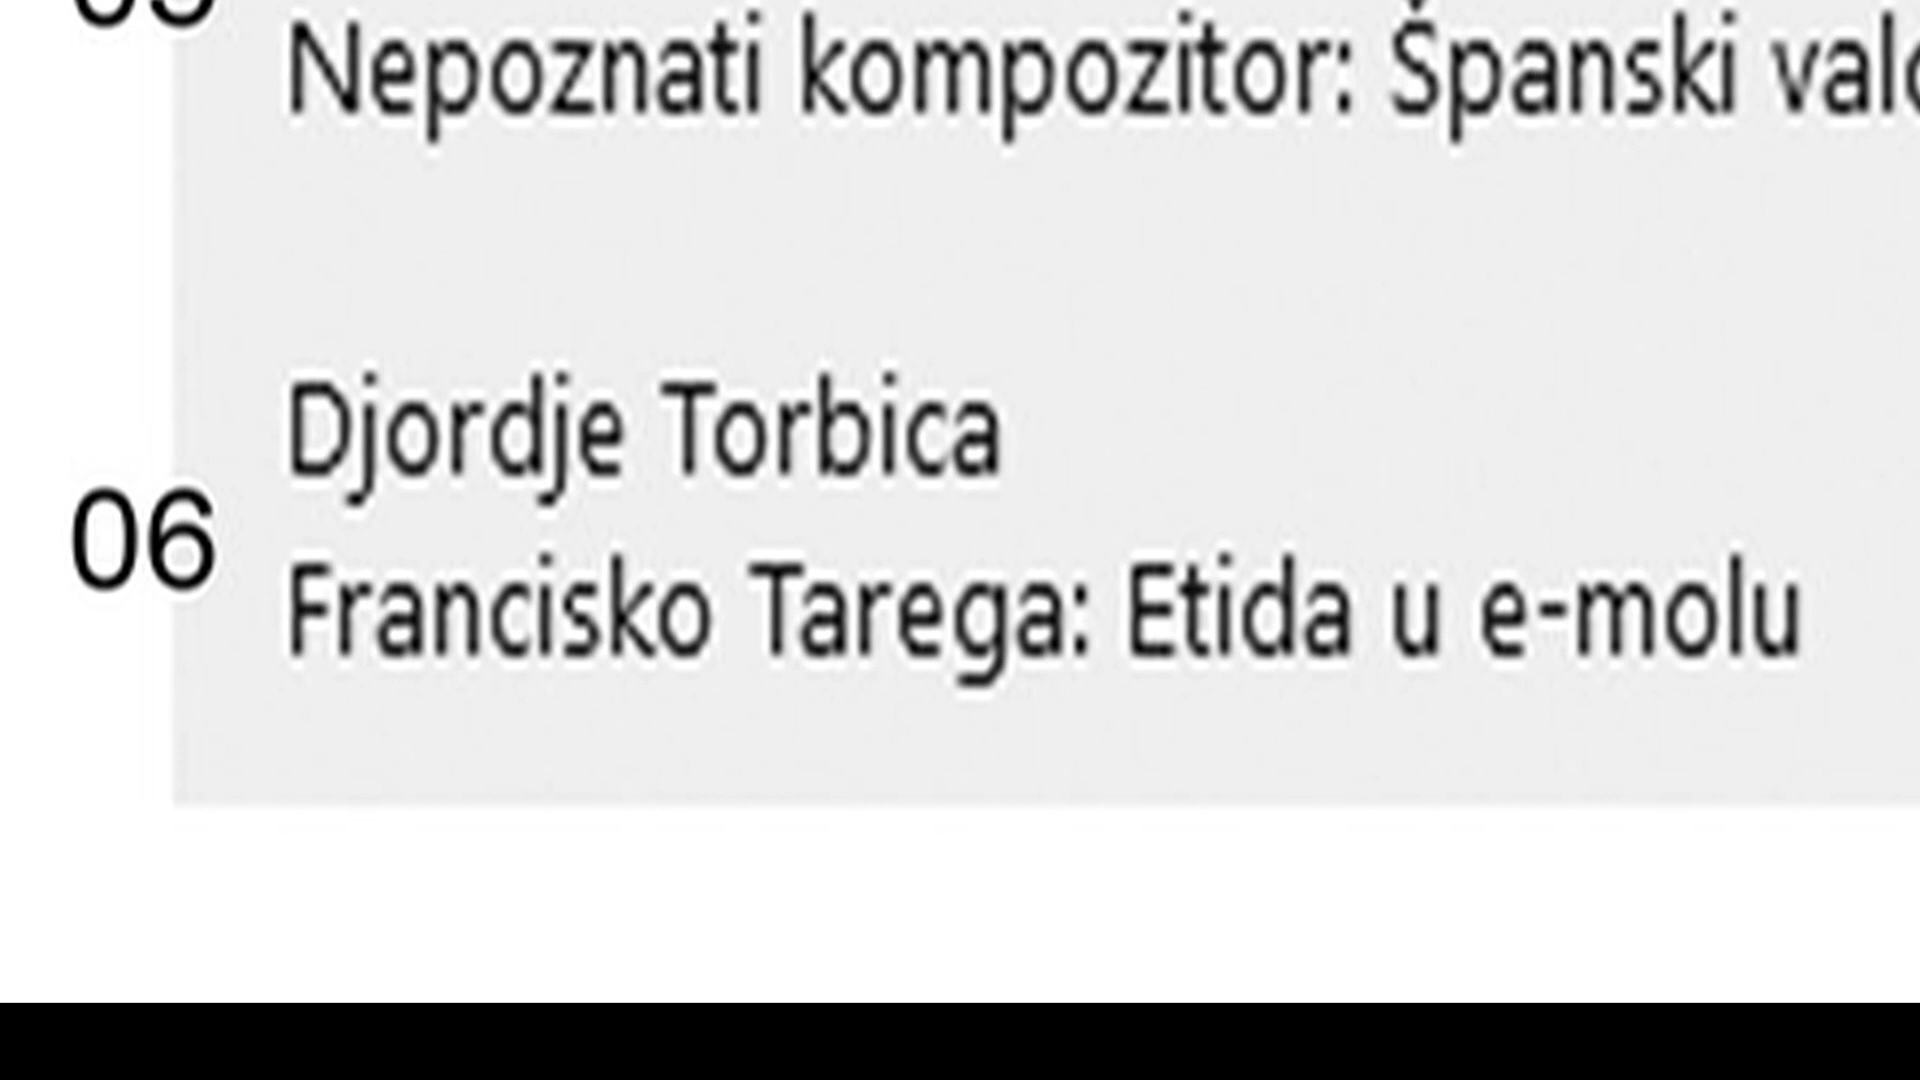 Nepoznati kompozitor: Španski
Djordje Torbica
06
Francisko Tarega: Etida u e-molu